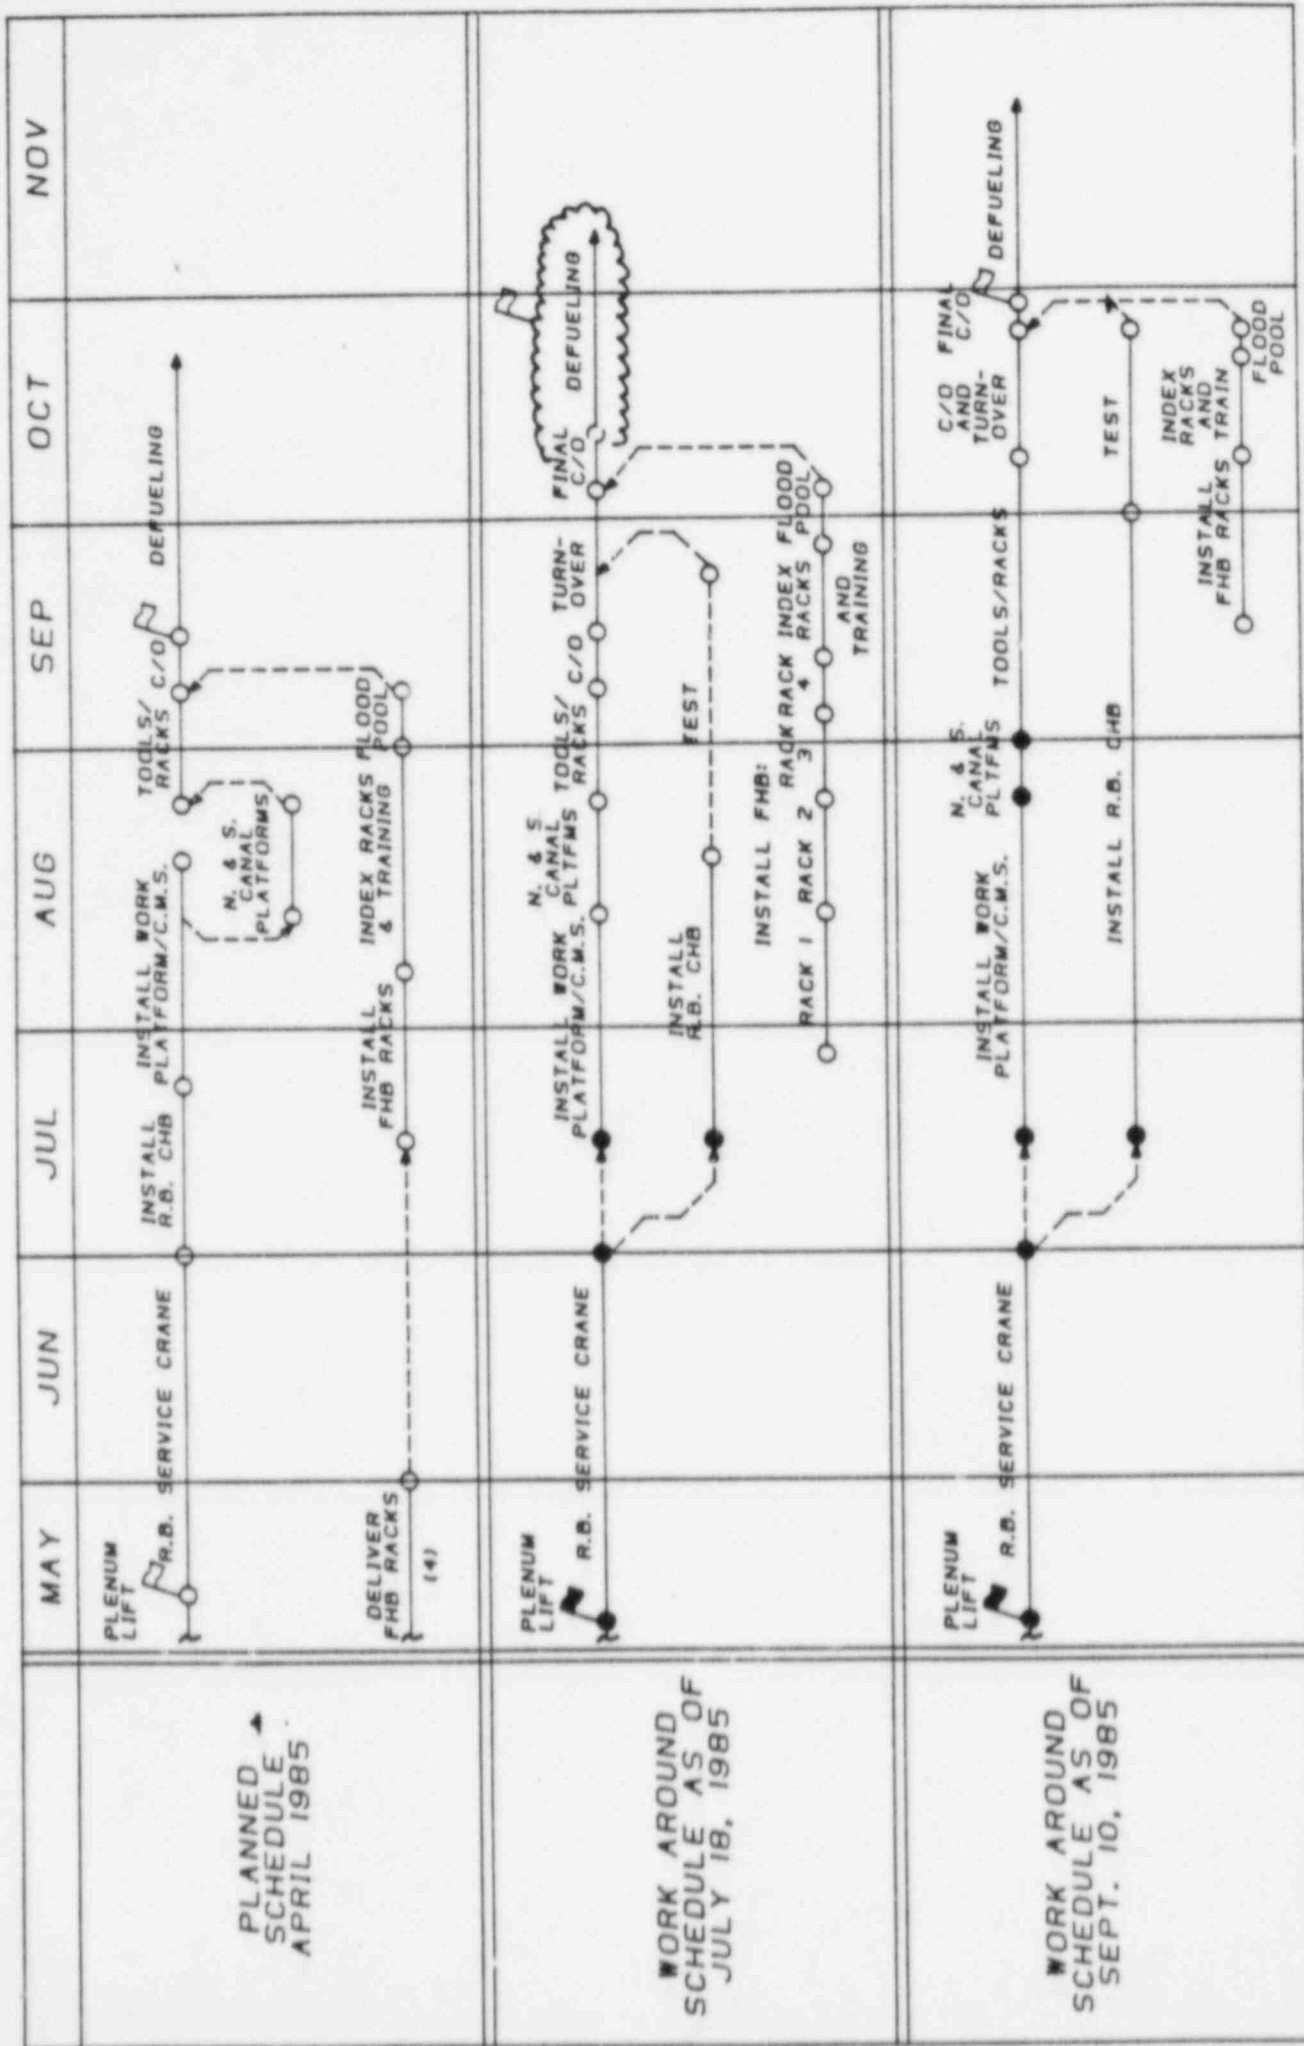 MAY
JUN
JUL
AUG
SEP
OCT
NOV
PLANNED
SCHEDULE
APRIL 1985
PLENUM
LIFT
R.B. SERVICE CRANE
INSTALL
R.B. CHB
INSTALL WORK
PLATFORM/C.M.S.
N. & S.
CANAL
PLATFORMS
TOOLS/
RACKS
C/O
DEFUELING
DELIVER
FHB RACKS
(4)
INSTALL
FHB RACKS
INDEX RACKS
& TRAINING
FLOOD
POOL
WORK AROUND
SCHEDULE AS OF
JULY 18, 1985
PLENUM
LIFT
R.B. SERVICE CRANE
INSTALL WORK
PLATFORM/C.M.S.
N. & S.
CANAL
PLTFMS
TOOLS/
RACKS
C/O
TURN-
OVER
FINAL
C/O
DEFUELING
INSTALL
R.B. CHB
TEST
INSTALL FHB:
RACK 1
RACK 2
RACK
3
RACK
4
INDEX
RACKS
AND
TRAINING
FLOOD
POOL
WORK AROUND
SCHEDULE AS OF
SEPT. 10, 1985
PLENUM
LIFT
R.B. SERVICE CRANE
INSTALL WORK
PLATFORM/C.M.S.
N. & S.
CANAL
PLTFMS
TOOLS/RACKS
C/O
AND
TURN-
OVER
FINAL
C/O
DEFUELING
INSTALL R.B. CHB
TEST
INSTALL
FHB RACKS
INDEX
RACKS
AND
TRAIN
FLOOD
POOL